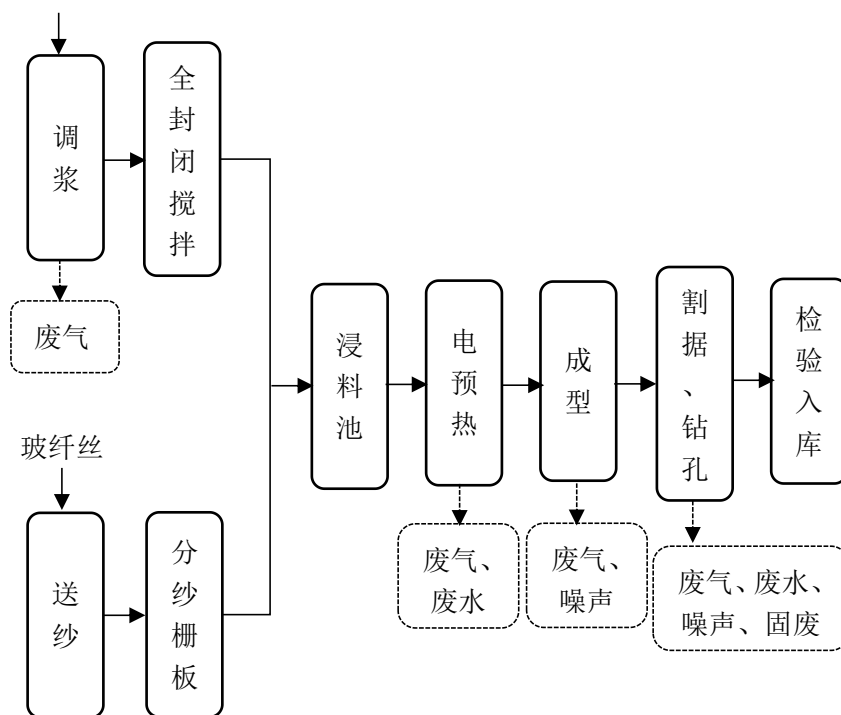 调浆
全封闭搅拌
废气
玻纤丝
送纱
分纱栅板
浸料池
电预热
废气、
废水
成型
废气、
噪声
割据、钻孔
废气、废水、
噪声、固废
检验入库